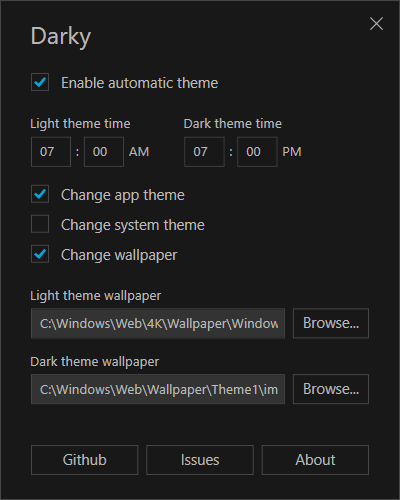 Darky
Enable automatic theme
Light theme time Dark theme time
07 : 00 AM 07 : 00 PM
Change app theme
Change system theme
Change wallpaper
Light theme wallpaper
C:\Windows\Web\4K\Wallpaper\Window Browse...
Dark theme wallpaper
C:\Windows\Web\Wallpaper\Theme1\im Browse...
Github Issues About